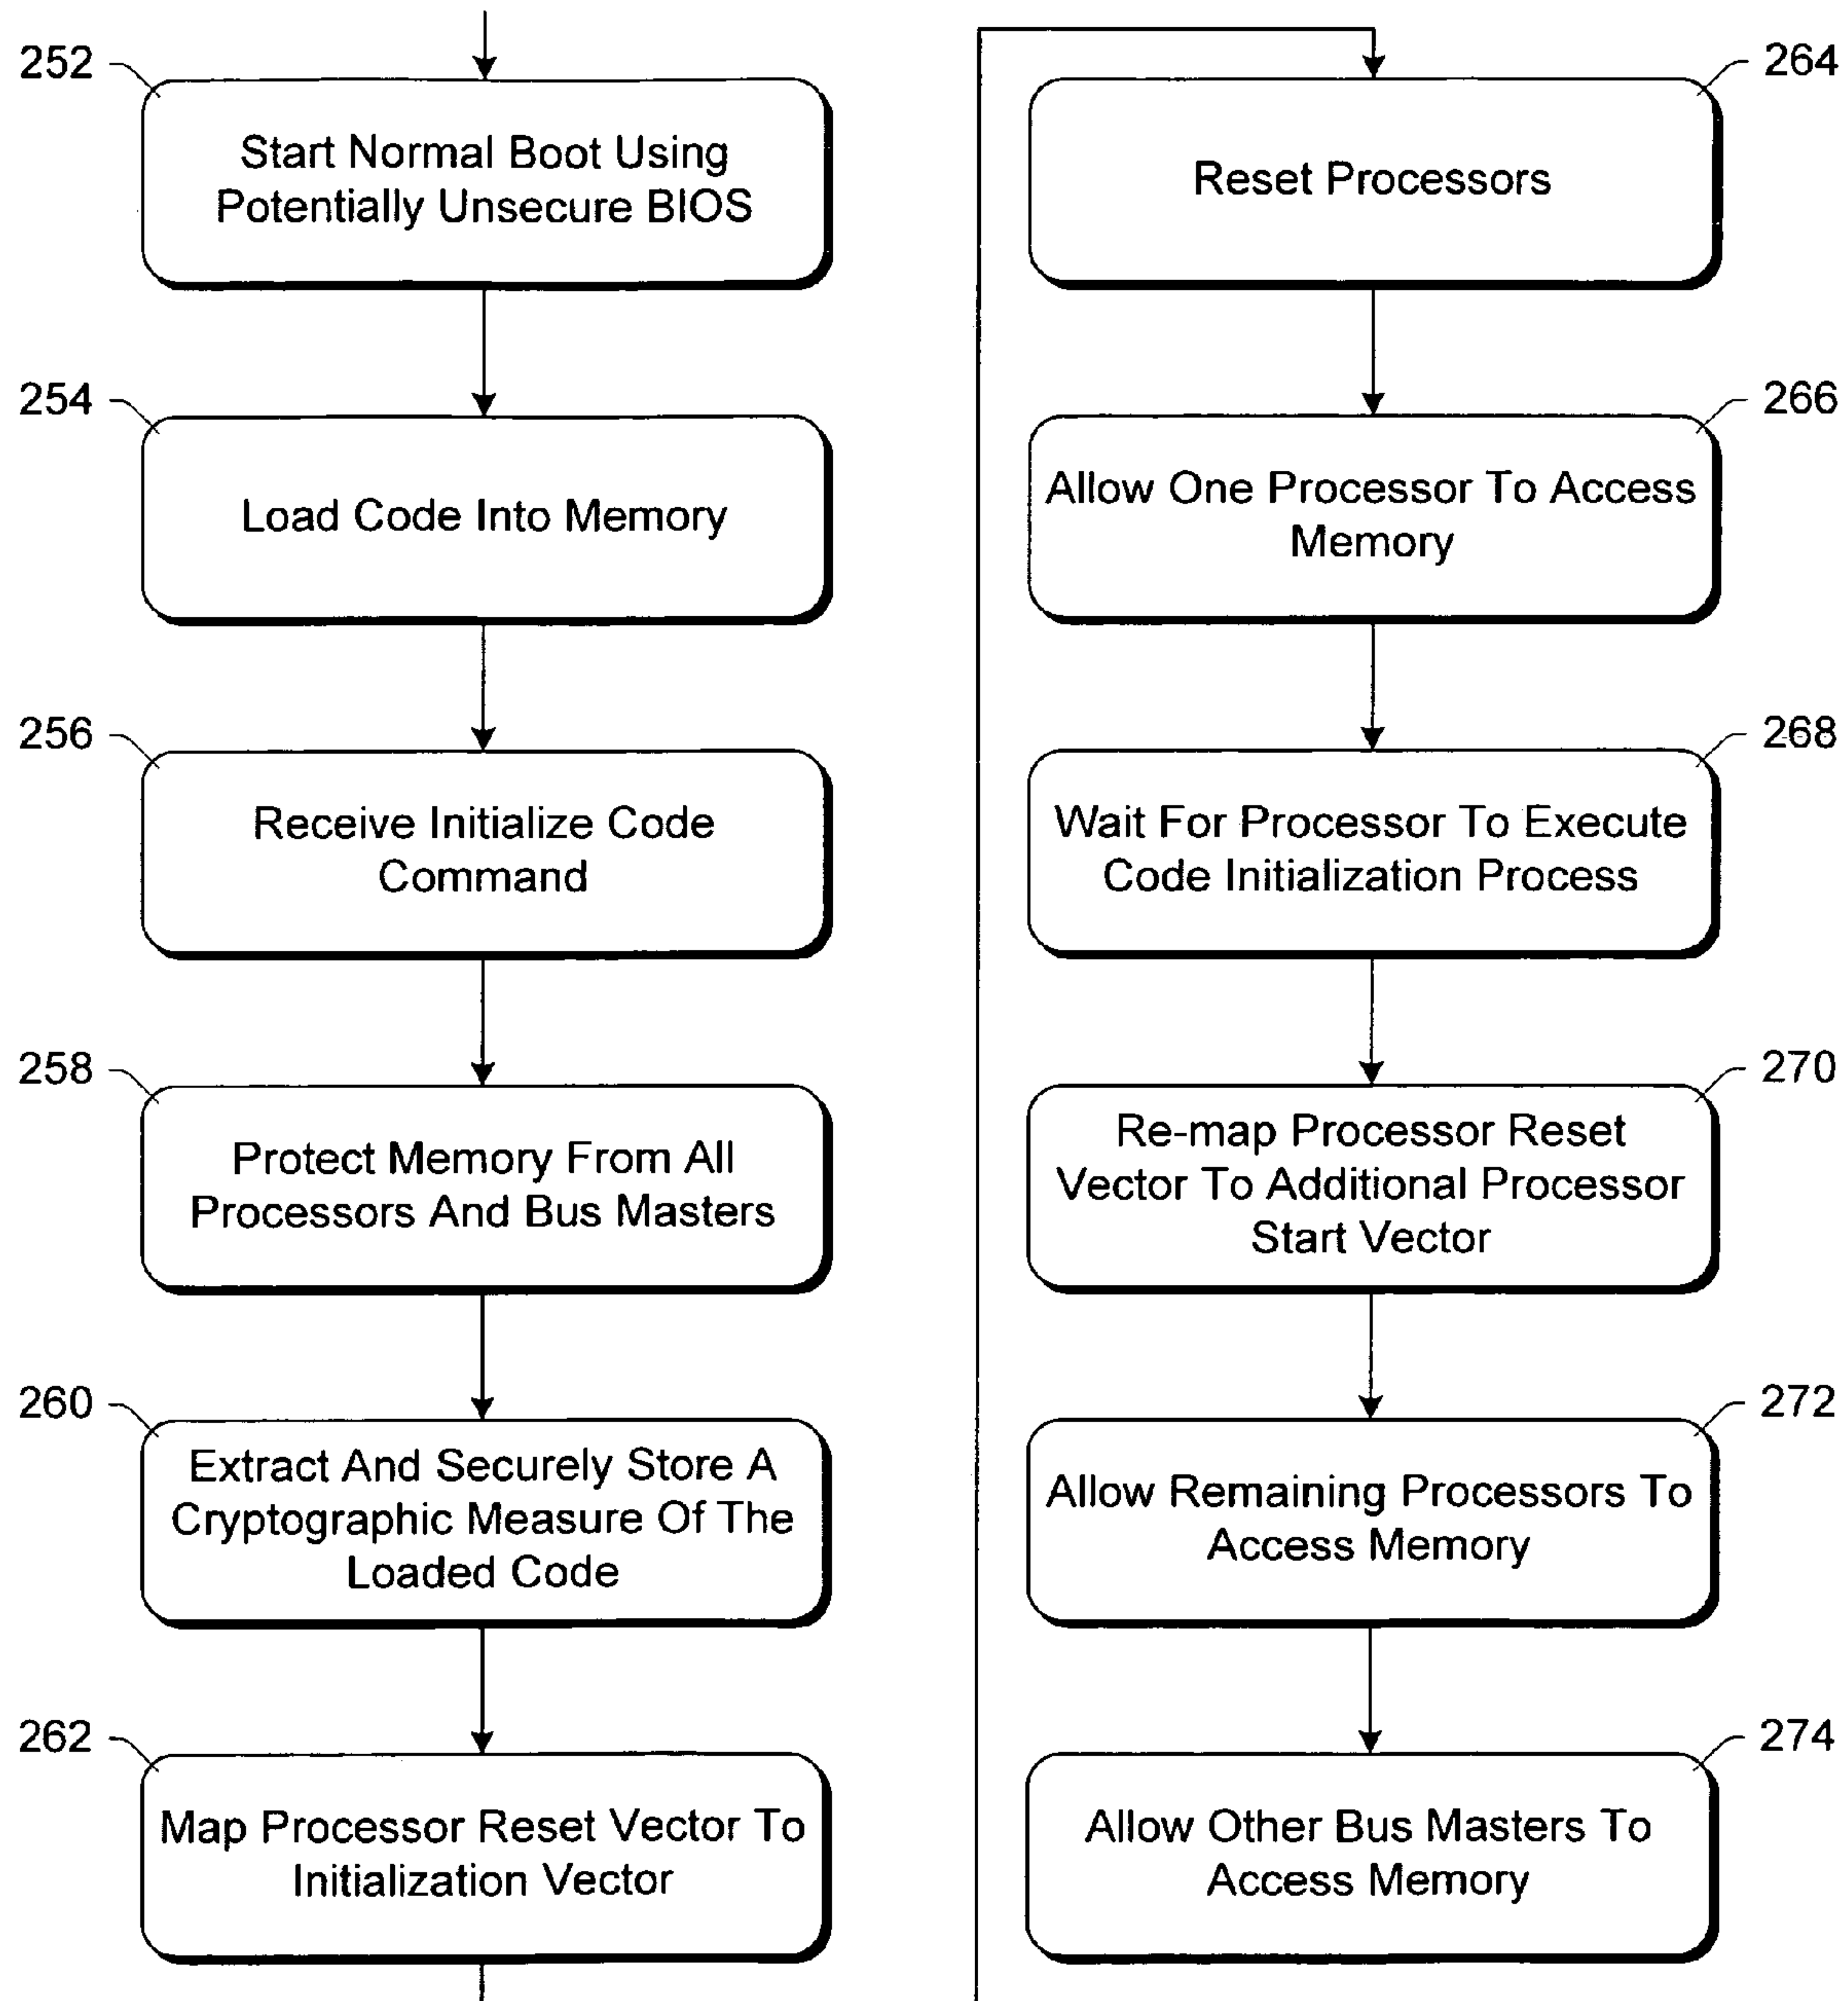 252
Start Normal Boot Using
Potentially Unsecure BIOS
254
Load Code Into Memory
256
Receive Initialize Code
Command
258
Protect Memory From All
Processors And Bus Masters
260
Extract And Securely Store A
Cryptographic Measure Of The
Loaded Code
262
Map Processor Reset Vector To
Initialization Vector
264
Reset Processors
266
Allow One Processor To Access
Memory
268
Wait For Processor To Execute
Code Initialization Process
270
Re-map Processor Reset
Vector To Additional Processor
Start Vector
272
Allow Remaining Processors To
Access Memory
274
Allow Other Bus Masters To
Access Memory